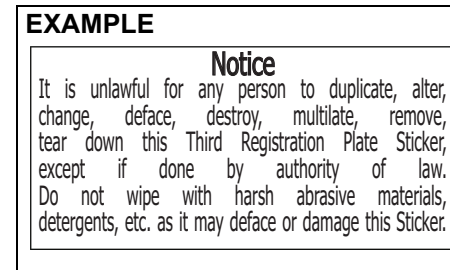 EXAMPLE
Notice
It is unlawful for any person to duplicate, alter,
change, deface, destroy, multilate, remove,
tear down this Third Registration Plate Sticker,
except if done by authority of law.
Do not wipe with harsh abrasive materials,
detergents, etc. as it may deface or damage this Sticker.